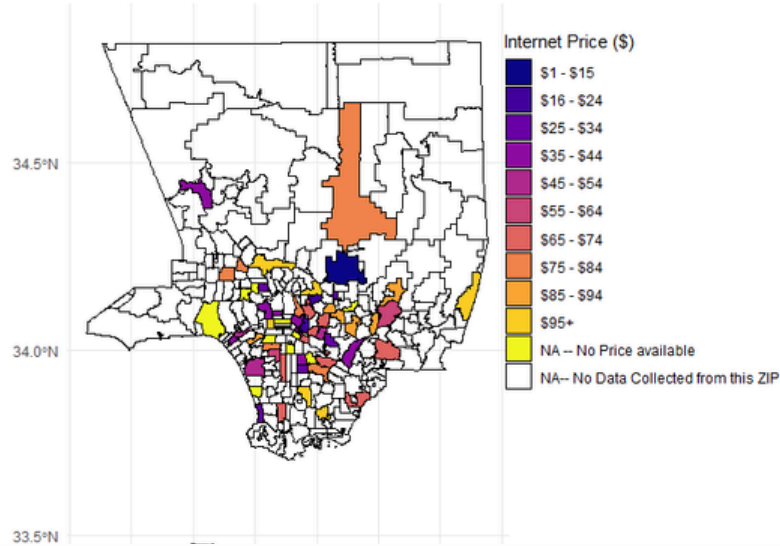 Internet Price ($)
$1 - $15
$16 - $24
$25 - $34
$35 - $44
$45 - $54
$55 - $64
$65 - $74
$75 - $84
$85 - $94
$95+
NA -- No Price available
NA-- No Data Collected from this ZIP
34.5°N
34.0°N
33.5°N